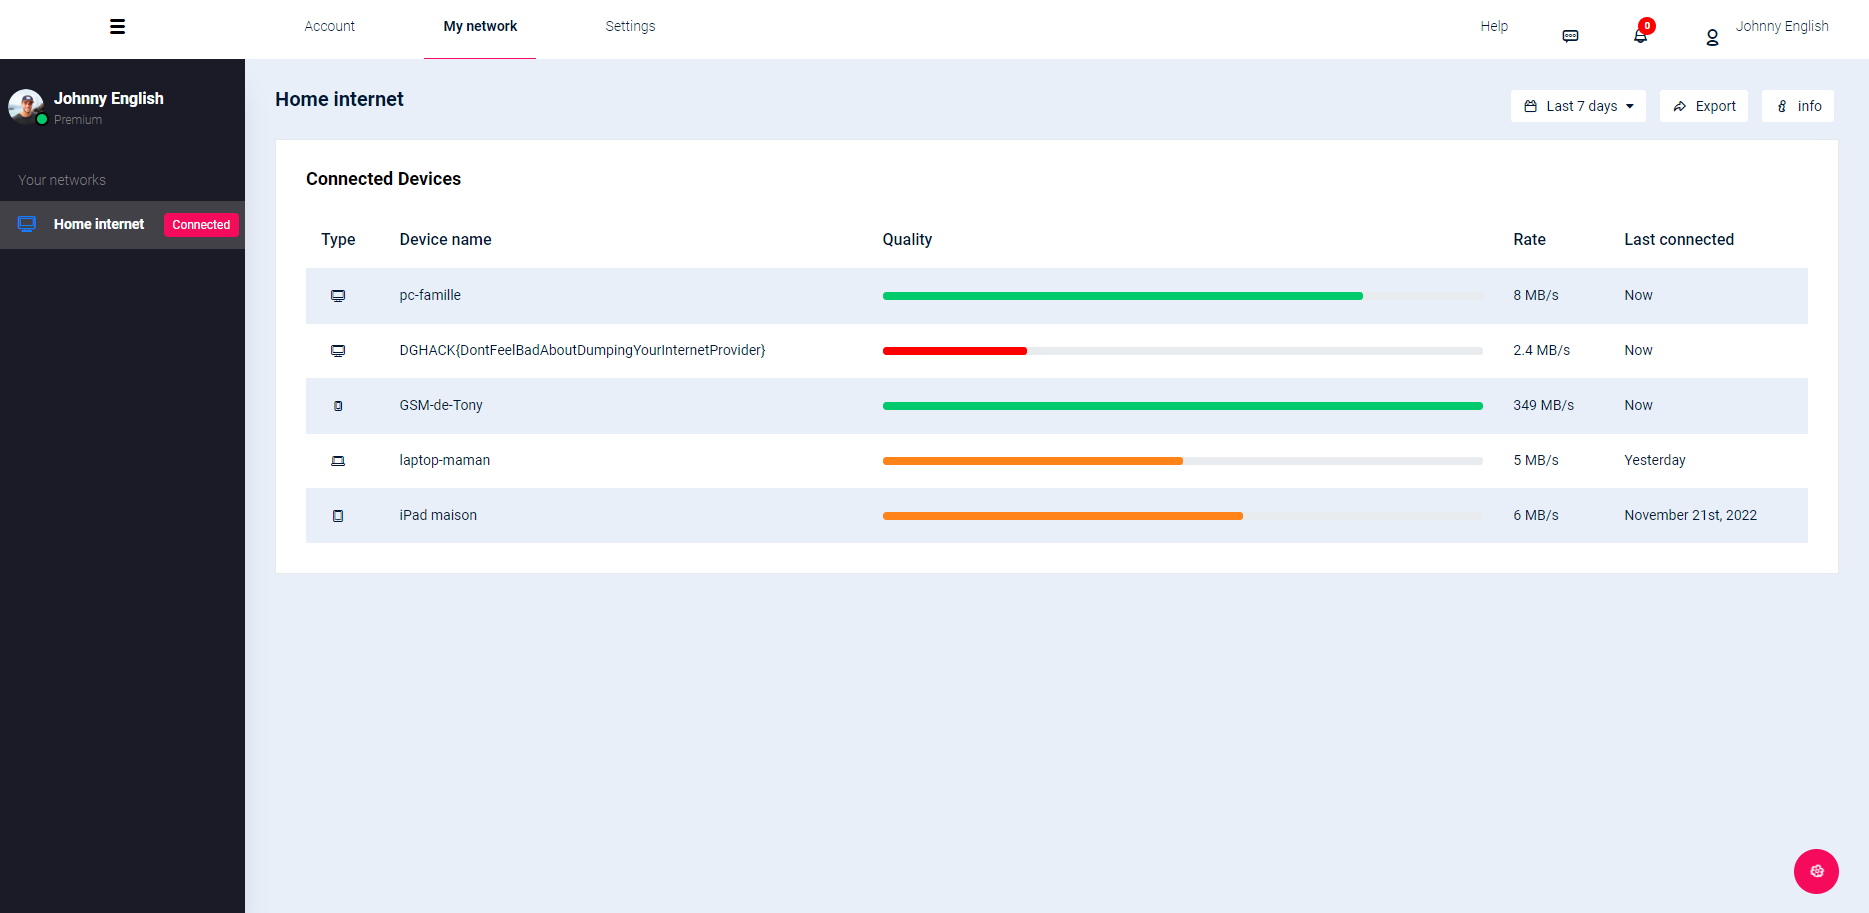 Account My network Settings Help 0 Johnny English
Johnny English
Premium
Your networks
Home internet Connected
Home internet Last 7 days Export info
Connected Devices
Type Device name Quality Rate Last connected
pc-famille 8 MB/s Now
DGHACK{DontFeelBadAboutDumpingYourInternetProvider} 2.4 MB/s Now
GSM-de-Tony 349 MB/s Now
laptop-maman 5 MB/s Yesterday
iPad maison 6 MB/s November 21st, 2022